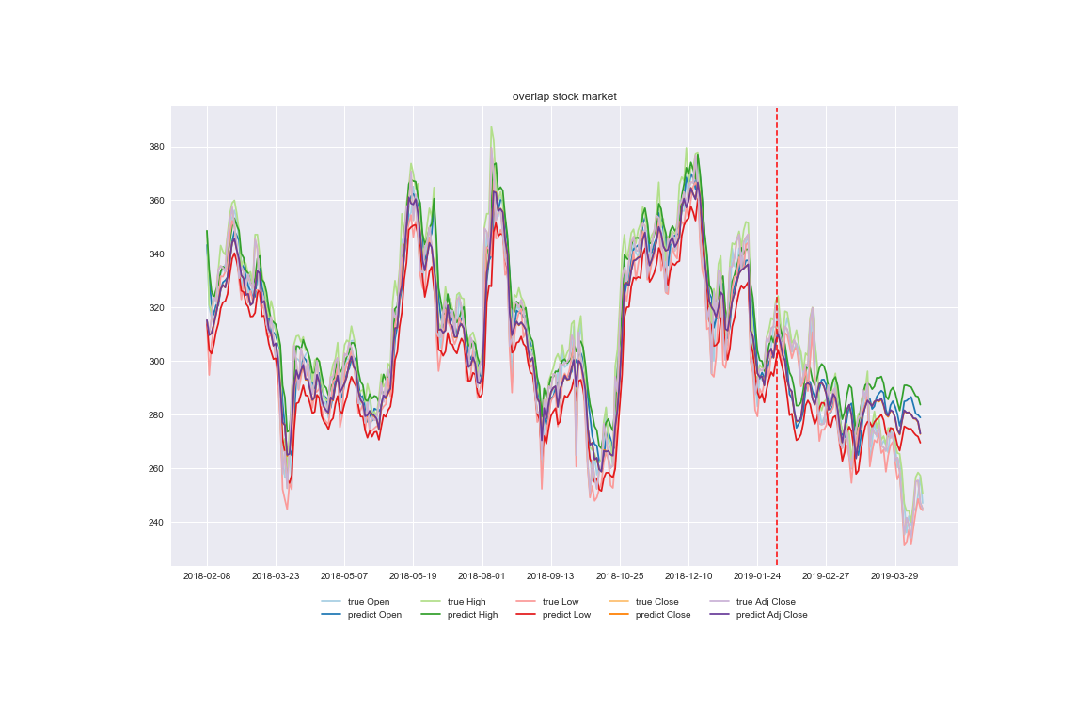 overlap stock market
380
360
340
320
300
280
260
240
2018-02-06 2018-03-23 2018-05-07 2018-06-19 2018-08-01 2018-09-13 2018-10-25 2018-12-10 2019-01-24 2019-02-27 2019-03-29
true Open true High true Low true Close true Adj Close
predict Open predict High predict Low predict Close predict Adj Close